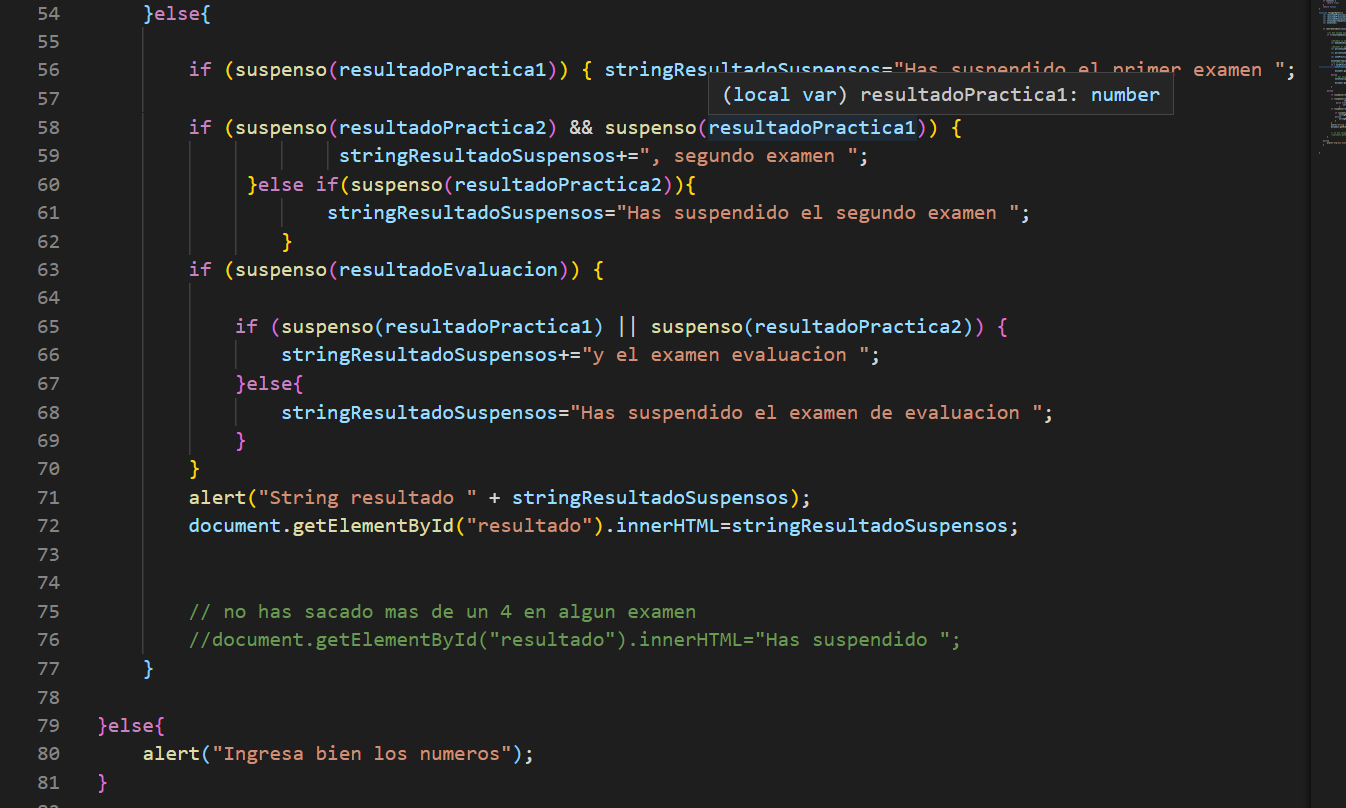 54 }else{
55
56 if (suspenso(resultadoPractica1)) { stringResultadoSuspensos="Has suspendido el primer examen ";
57 (local var) resultadoPractica1: number
58 if (suspenso(resultadoPractica2) && suspenso(resultadoPractica1)) {
59 stringResultadoSuspensos+=", segundo examen ";
60 }else if(suspenso(resultadoPractica2)){
61 stringResultadoSuspensos="Has suspendido el segundo examen ";
62 }
63 if (suspenso(resultadoEvaluacion)) {
64
65 if (suspenso(resultadoPractica1) || suspenso(resultadoPractica2)) {
66 stringResultadoSuspensos+="y el examen evaluacion ";
67 }else{
68 stringResultadoSuspensos="Has suspendido el examen de evaluacion ";
69 }
70 }
71 alert("String resultado " + stringResultadoSuspensos);
72 document.getElementById("resultado").innerHTML=stringResultadoSuspensos;
73
74
75 // no has sacado mas de un 4 en algun examen
76 //document.getElementById("resultado").innerHTML="Has suspendido ";
77 }
78
79 }else{
80 alert("Ingresa bien los numeros");
81 }